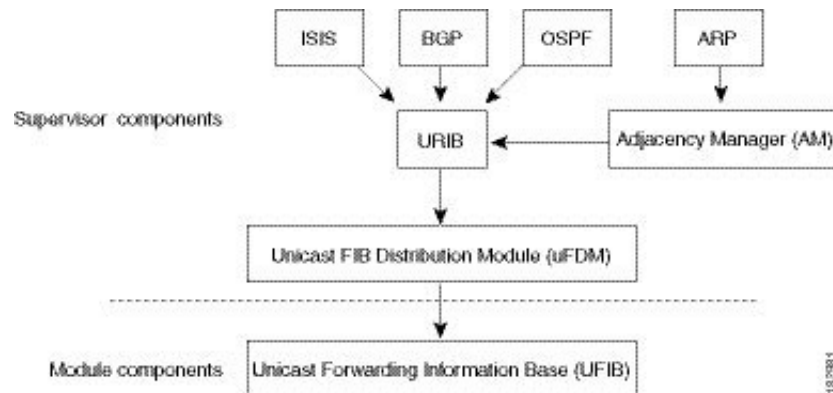 ISIS
BGP
OSPF
ARP
Supervisor components
URIB
Adjacency Manager (AM)
Unicast FIB Distribution Module (uFDM)
Module components
Unicast Forwarding Information Base (UFIB)
182981